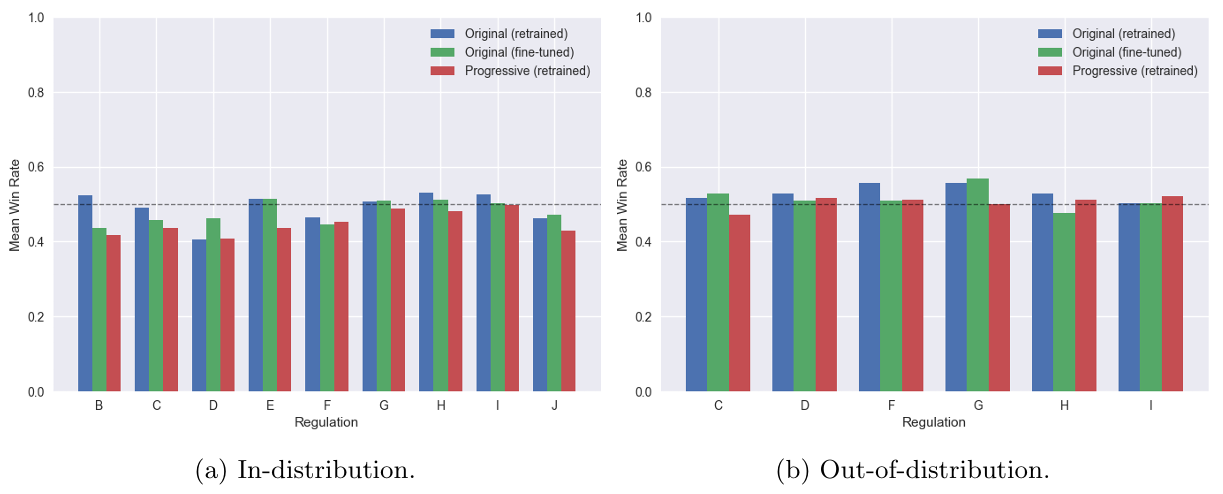 1.0
0.8
0.6
0.4
0.2
0.0
Mean Win Rate
Original (retrained)
Original (fine-tuned)
Progressive (retrained)
B C D E F G H I J
Regulation
(a) In-distribution.
1.0
0.8
0.6
0.4
0.2
0.0
Mean Win Rate
Original (retrained)
Original (fine-tuned)
Progressive (retrained)
C D F G H I
Regulation
(b) Out-of-distribution.